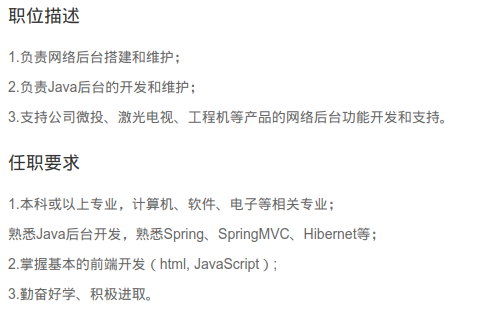 职位描述
1.负责网络后台搭建和维护；
2.负责Java后台的开发和维护；
3.支持公司微投、激光电视、工程机等产品的网络后台功能开发和支持。
任职要求
1.本科或以上专业，计算机、软件、电子等相关专业；
熟悉Java后台开发，熟悉Spring、SpringMVC、Hibernet等；
2.掌握基本的前端开发（html, JavaScript）;
3.勤奋好学、积极进取。